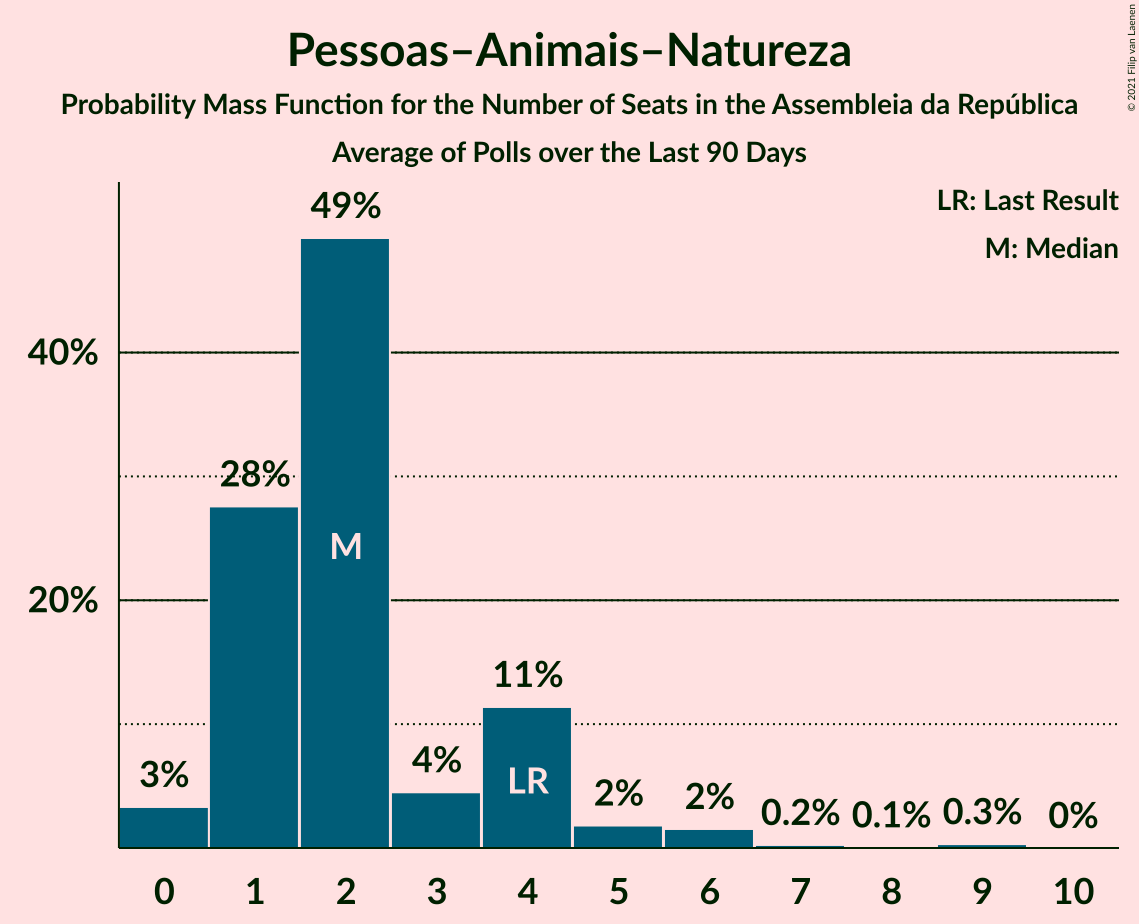 Pessoas–Animais–Natureza
Probability Mass Function for the Number of Seats in the Assembleia da República
Average of Polls over the Last 90 Days
© 2021 Filip van Laenen
LR: Last Result
M: Median
49%
40%
28%
M
20%
11%
3%
4%
LR
2%
2%
0.2%
0.1%
0.3%
0%
0 1 2 3 4 5 6 7 8 9 10